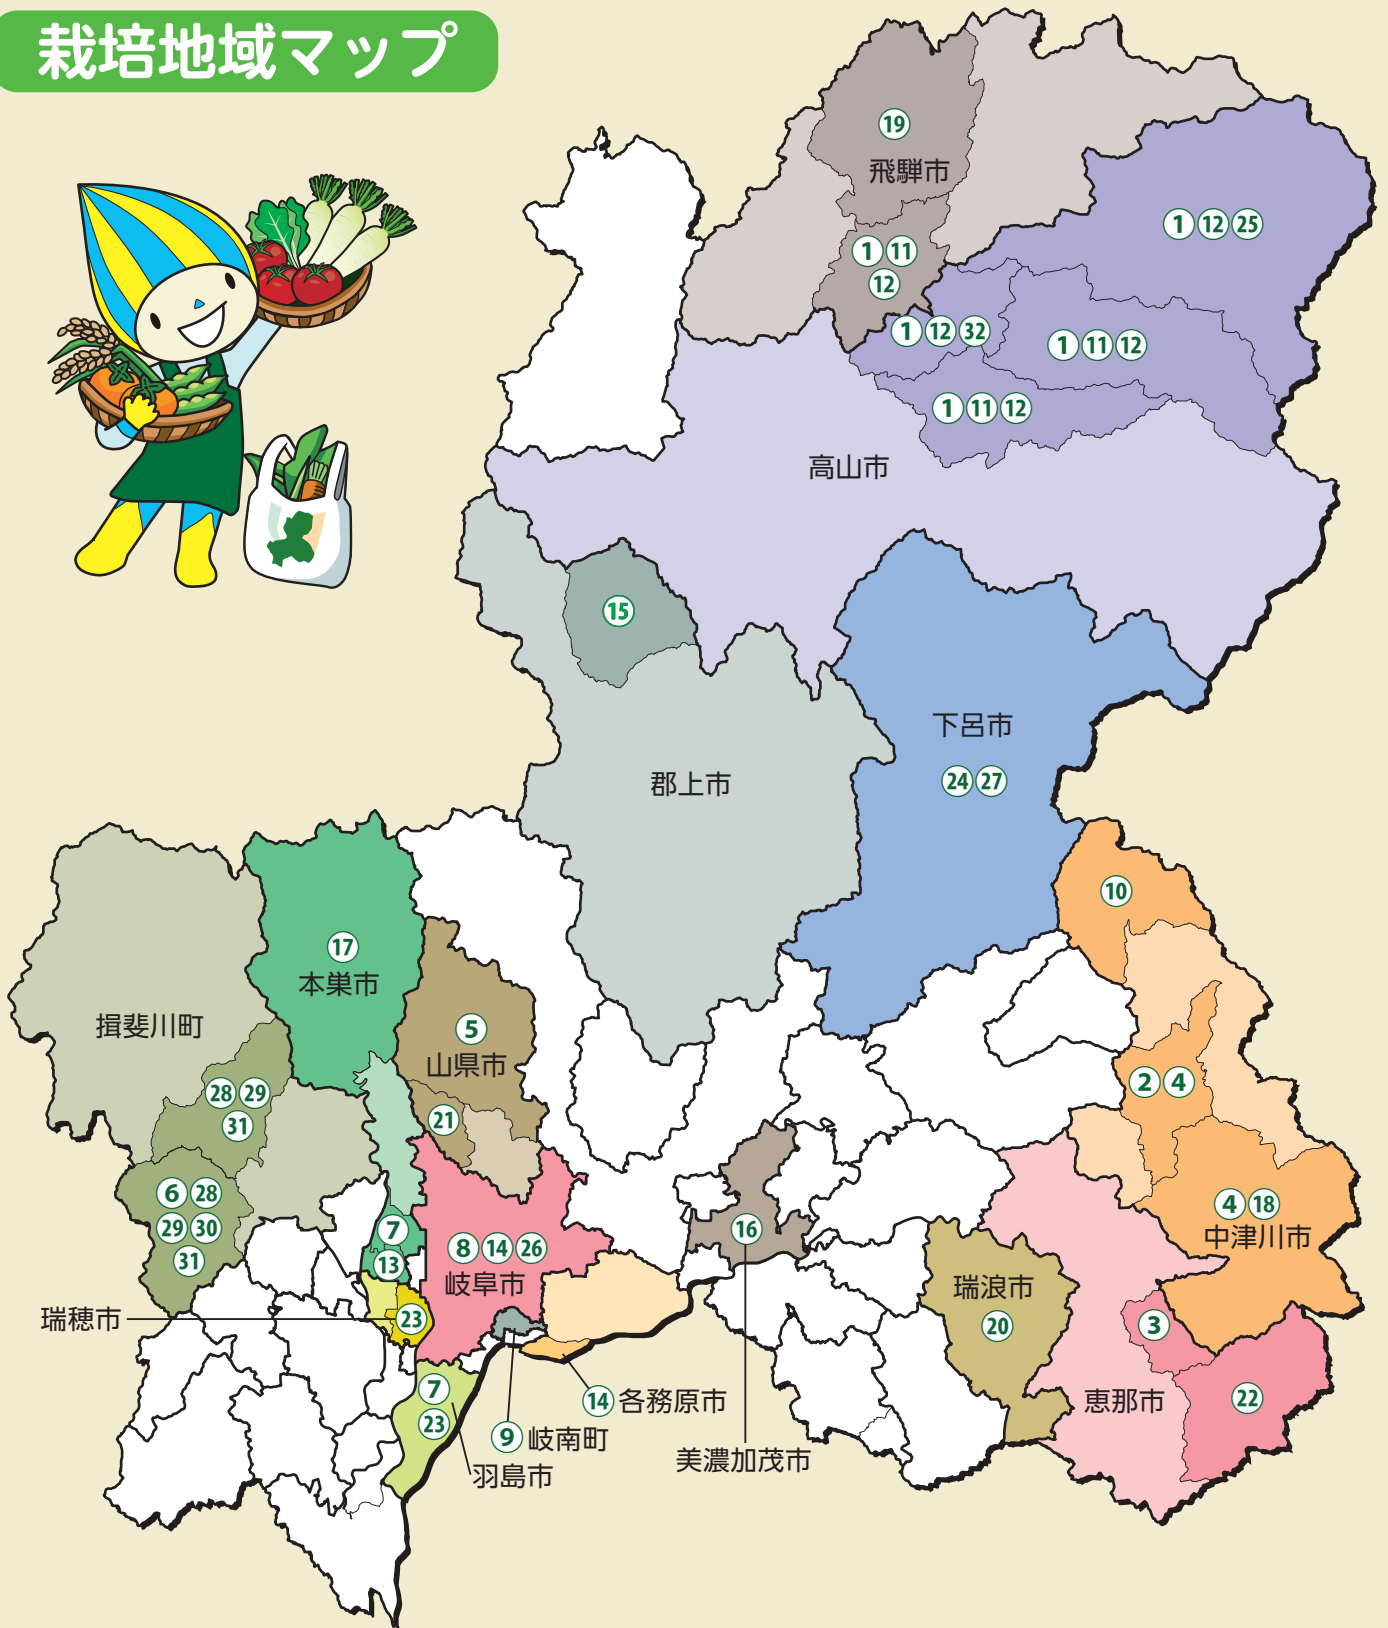 栽培地域マップ
⑲
飛騨市
① ⑫ ㉕
① ⑪
⑫
① ⑫ ㉜
① ⑪ ⑫
① ⑪ ⑫
高山市
⑮
下呂市
㉔ ㉗
郡上市
⑩
⑰
本巣市
揖斐川町
⑤
山県市
② ④
㉘ ㉙
㉛
㉑
⑥ ㉘
㉙ ㉚
㉛
④ ⑱
中津川市
⑦
⑬
⑧ ⑭ ㉖
岐阜市
⑯
瑞浪市
⑳
瑞穂市
㉓
③
⑦
㉓
⑭ 各務原市
恵那市
㉒
⑨ 岐南町
美濃加茂市
羽島市